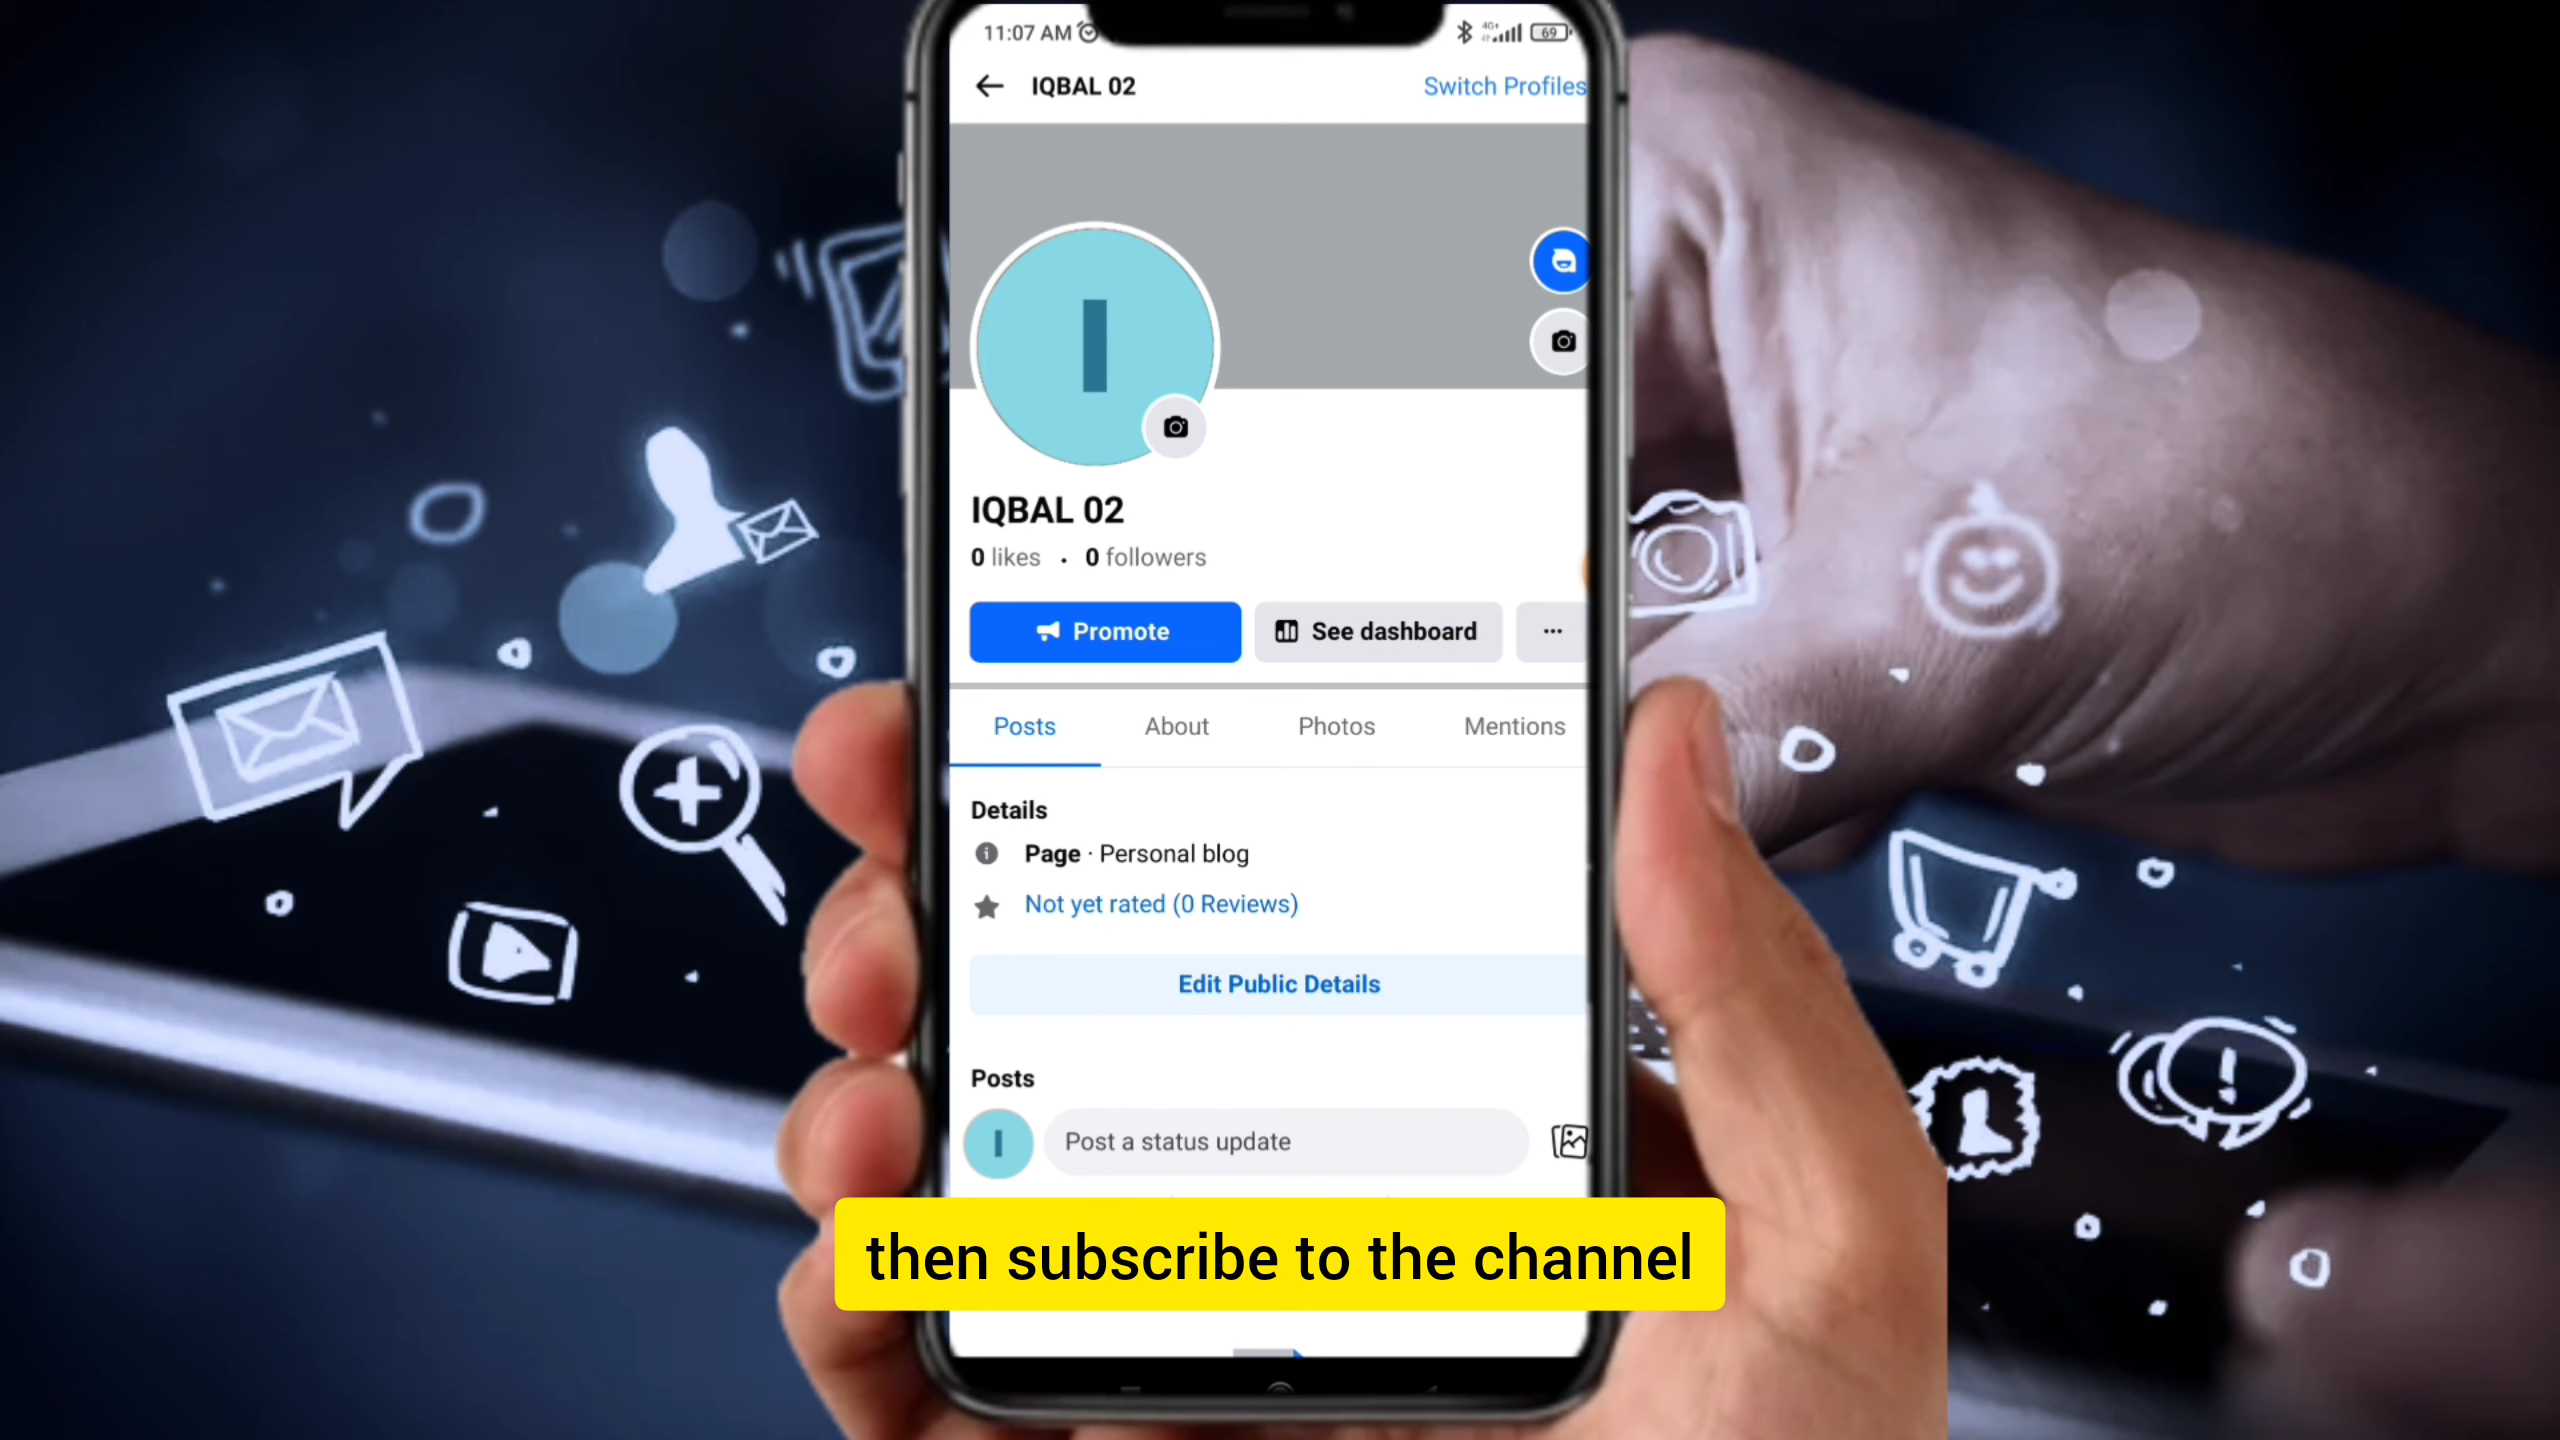 11:07 AM
4G+
69
IQBAL 02
Switch Profiles
I
IQBAL 02
0 likes · 0 followers
Promote
See dashboard
...
Posts
About
Photos
Mentions
Details
Page · Personal blog
Not yet rated (0 Reviews)
Edit Public Details
Posts
I
Post a status update
then subscribe to the channel